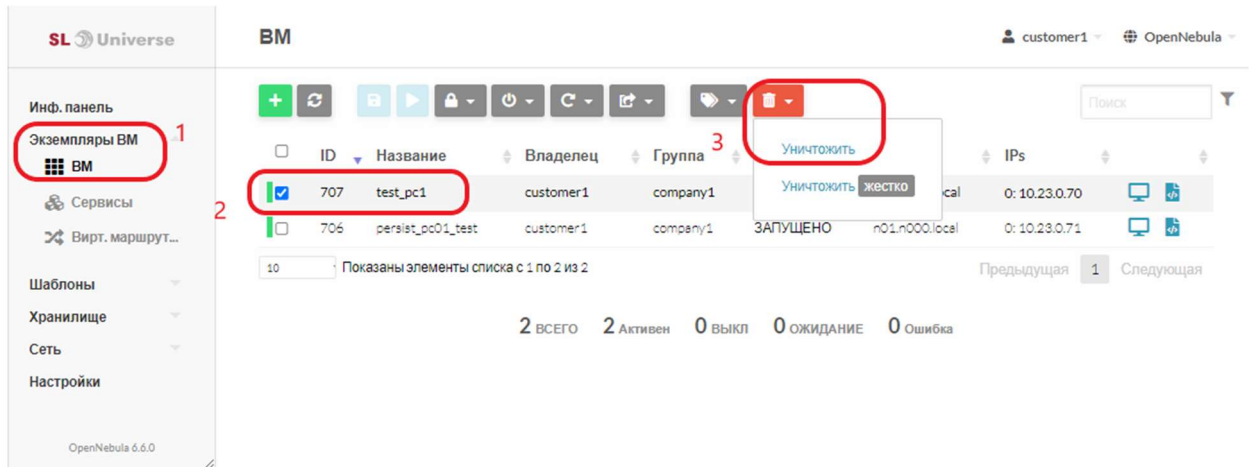 SL Universe
ВМ
customer1
OpenNebula
Инф. панель
Экземпляры ВМ
1
ВМ
Сервисы
Вирт. маршрут...
Шаблоны
Хранилище
Сеть
Настройки
OpenNebula 6.6.0
Поиск
3
Уничтожить
Уничтожить жестко
ID Название Владелец Группа IPs
2
707 test_pc1 customer1 company1 cal 0: 10.23.0.70
706 persist_pc01_test customer1 company1 ЗАПУЩЕНО n01.n000.local 0: 10.23.0.71
10 Показаны элементы списка с 1 по 2 из 2
Предыдущая 1 Следующая
2 ВСЕГО 2 Активен 0 ВЫКЛ 0 ОЖИДАНИЕ 0 Ошибка